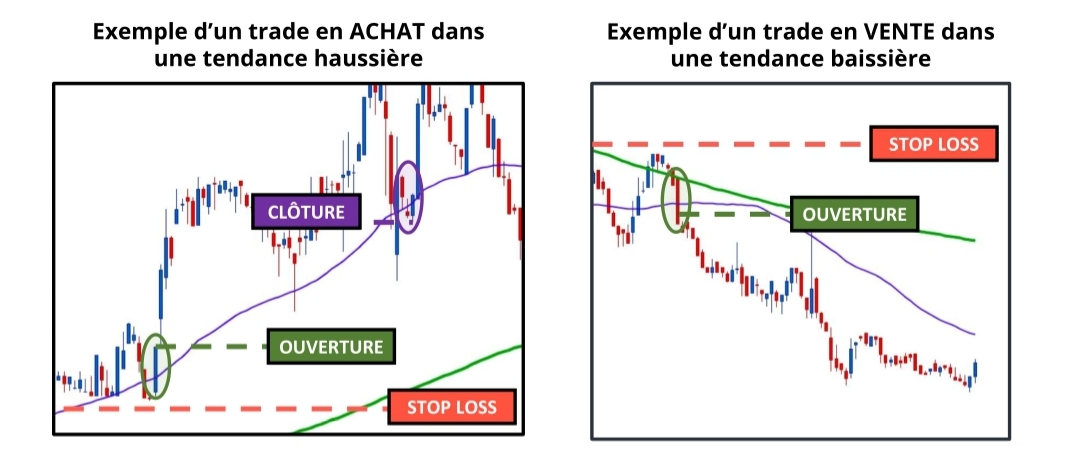 Exemple d’un trade en ACHAT dans
une tendance haussière
CLÔTURE
OUVERTURE
STOP LOSS
Exemple d’un trade en VENTE dans
une tendance baissière
STOP LOSS
OUVERTURE